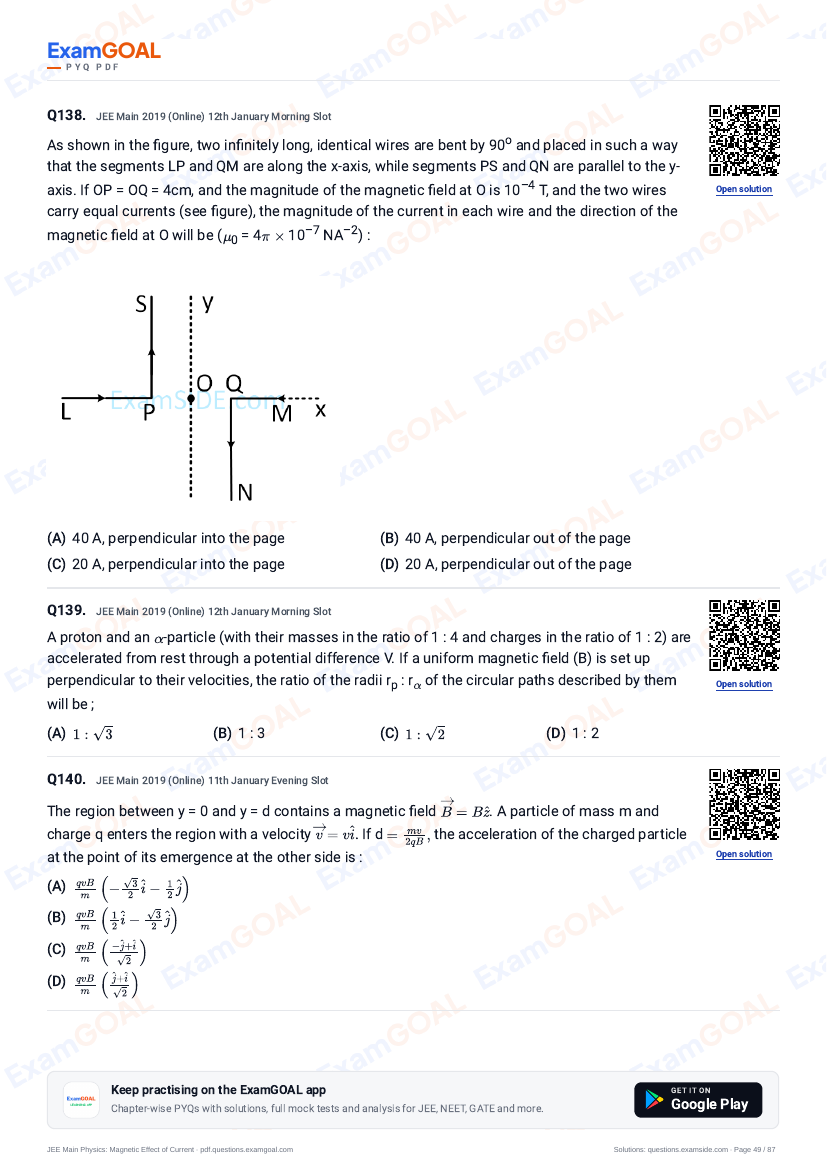 ExamGOAL
PYQ PDF
Q138. JEE Main 2019 (Online) 12th January Morning Slot
As shown in the figure, two infinitely long, identical wires are bent by 90⁰ and placed in such a way
that the segments LP and QM are along the x-axis, while segments PS and QN are parallel to the y-
axis. If OP = OQ = 4cm, and the magnitude of the magnetic field at O is 10⁻⁴ T, and the two wires
carry equal currents (see figure), the magnitude of the current in each wire and the direction of the
magnetic field at O will be (μ₀ = 4π × 10⁻⁷ NA⁻²) :
Open solution
S y
O Q
L P M x
N
ExamSIDE.com
(A) 40 A, perpendicular into the page (B) 40 A, perpendicular out of the page
(C) 20 A, perpendicular into the page (D) 20 A, perpendicular out of the page
Q139. JEE Main 2019 (Online) 12th January Morning Slot
A proton and an α-particle (with their masses in the ratio of 1 : 4 and charges in the ratio of 1 : 2) are
accelerated from rest through a potential difference V. If a uniform magnetic field (B) is set up
perpendicular to their velocities, the ratio of the radii rₚ : r_α of the circular paths described by them
will be ;
Open solution
(A) 1 : √3 (B) 1 : 3 (C) 1 : √2 (D) 1 : 2
Q140. JEE Main 2019 (Online) 11th January Evening Slot
The region between y = 0 and y = d contains a magnetic field B⃗ = Bẑ. A particle of mass m and
charge q enters the region with a velocity v⃗ = vî. If d = mv/2qB, the acceleration of the charged particle
at the point of its emergence at the other side is :
Open solution
(A) qvB/m (−√3/2 î − 1/2 ĵ)
(B) qvB/m (1/2 î − √3/2 ĵ)
(C) qvB/m (−ĵ+î/√2)
(D) qvB/m (ĵ+î/√2)
ExamGOAL
Keep practising on the ExamGOAL app
Chapter-wise PYQs with solutions, full mock tests and analysis for JEE, NEET, GATE and more.
GET IT ON
Google Play
JEE Main Physics: Magnetic Effect of Current · pdf.questions.examgoal.com Solutions: questions.examside.com · Page 49 / 87